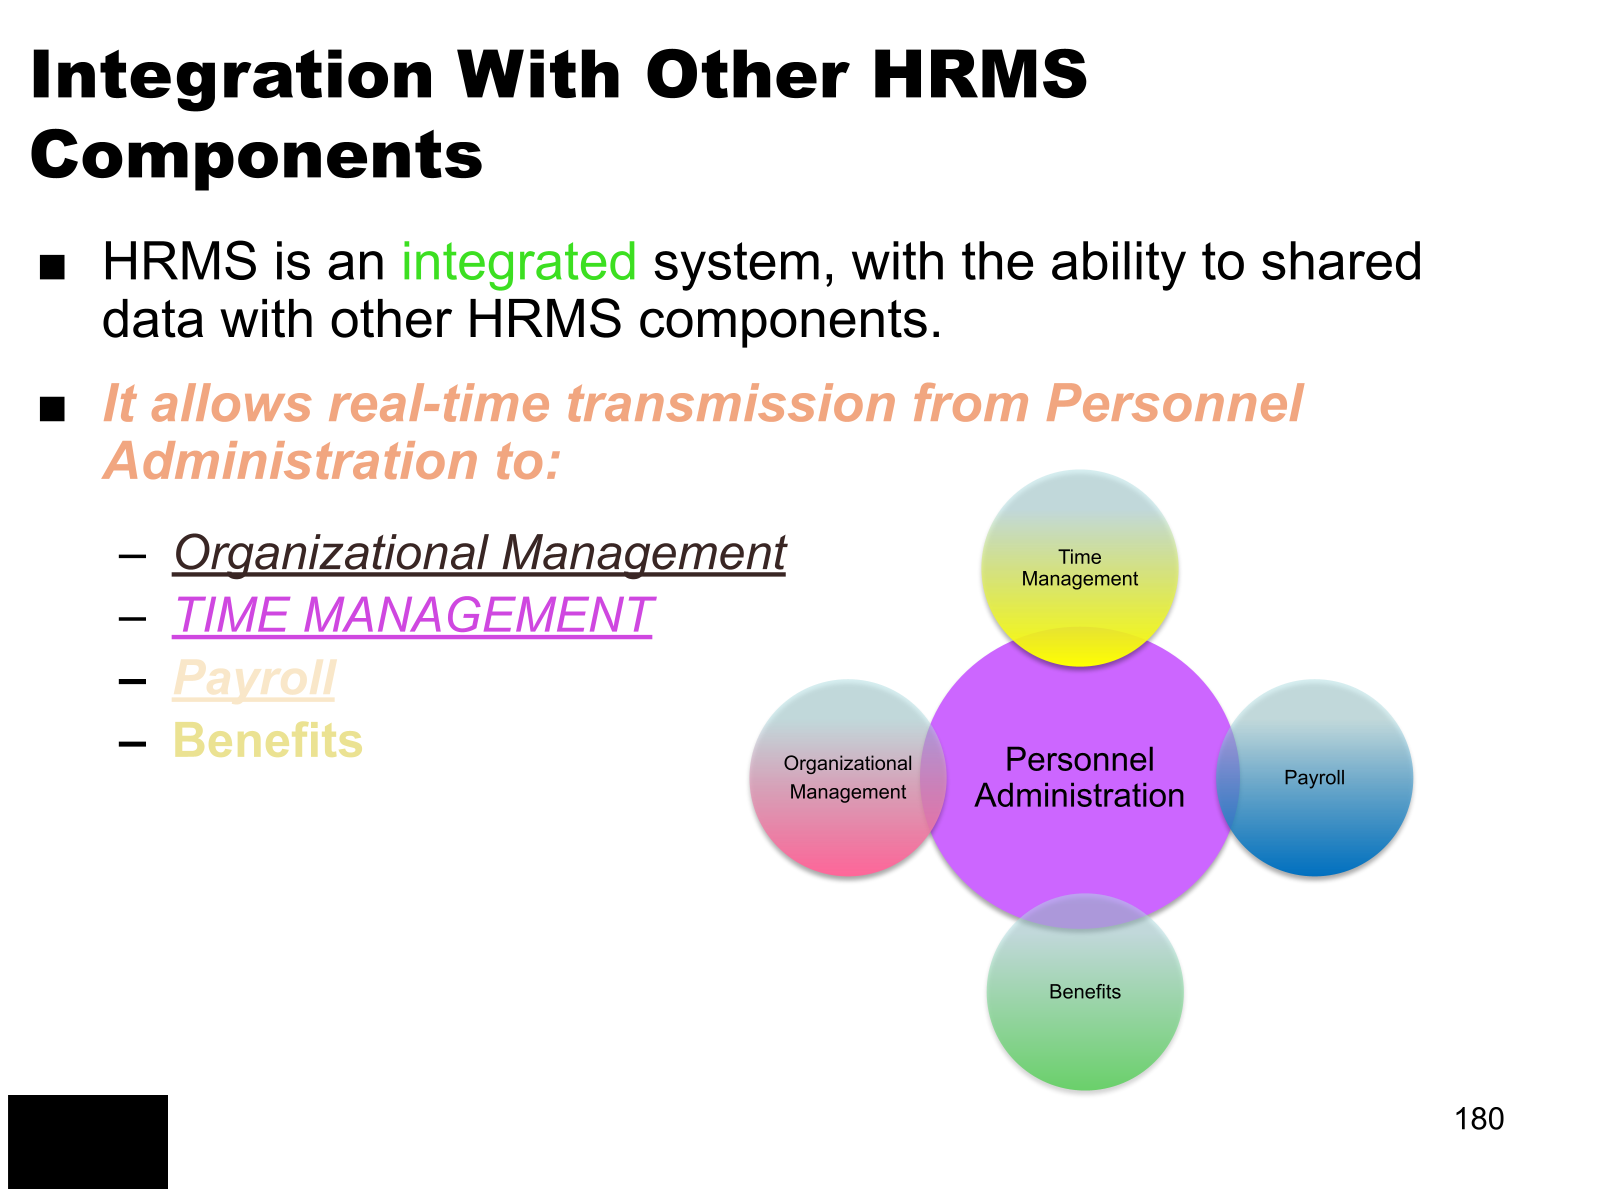 Integration With Other HRMS
Components
■ HRMS is an integrated system, with the ability to shared
data with other HRMS components.
■ It allows real-time transmission from Personnel
Administration to:
– Organizational Management
– TIME MANAGEMENT
– Payroll
– Benefits
Time
Management
Organizational
Management
Personnel
Administration
Payroll
Benefits
180